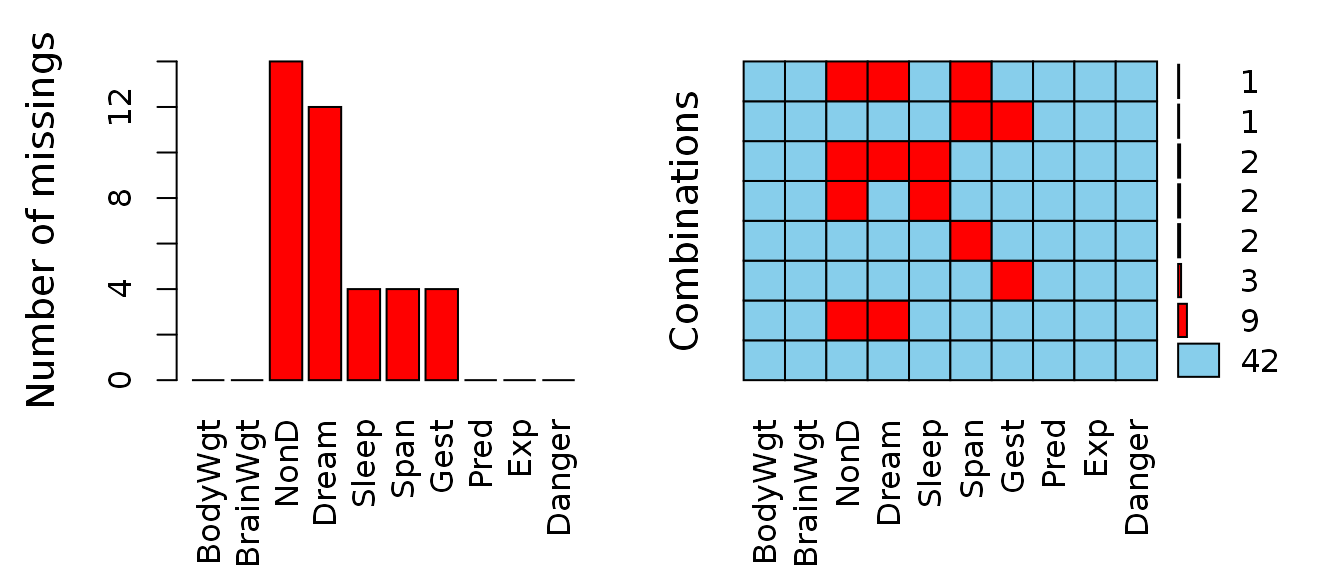 Number of missings
12
8
4
0
BodyWgt
BrainWgt
NonD
Dream
Sleep
Span
Gest
Pred
Exp
Danger
Combinations
1
1
2
2
2
3
9
42
BodyWgt
BrainWgt
NonD
Dream
Sleep
Span
Gest
Pred
Exp
Danger